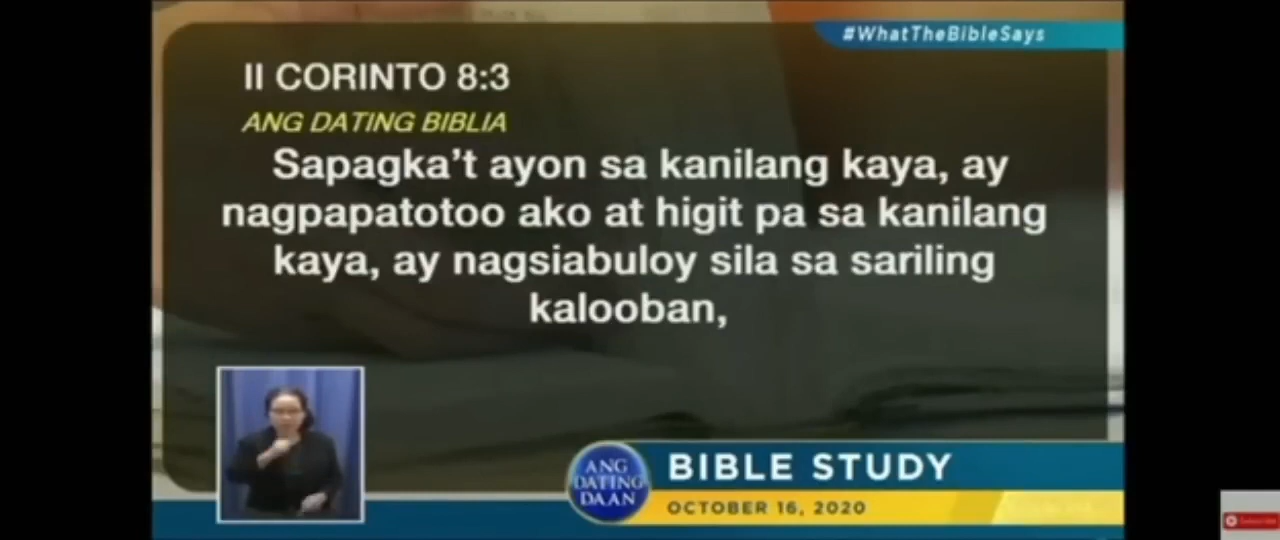 #WhatTheBibleSays
II CORINTO 8:3
ANG DATING BIBLIA
Sapagka't ayon sa kanilang kaya, ay
nagpapatotoo ako at higit pa sa kanilang
kaya, ay nagsiabuloy sila sa sariling
kalooban,
ANG
DATING
DAAN
BIBLE STUDY
OCTOBER 16, 2020